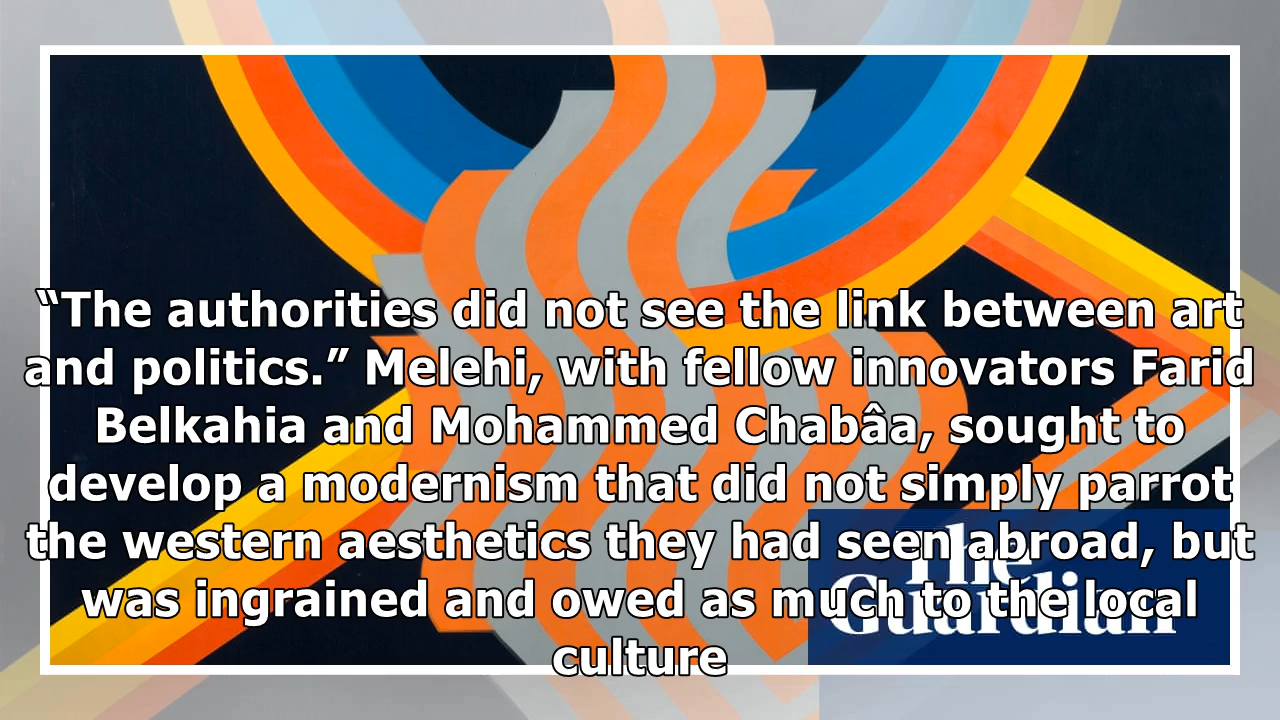 “The authorities did not see the link between art
and politics.” Melehi, with fellow innovators Farid
Belkahia and Mohammed Chabâa, sought to
develop a modernism that did not simply parrot
the western aesthetics they had seen abroad, but
was ingrained and owed as much to the local
culture
The
Guardian